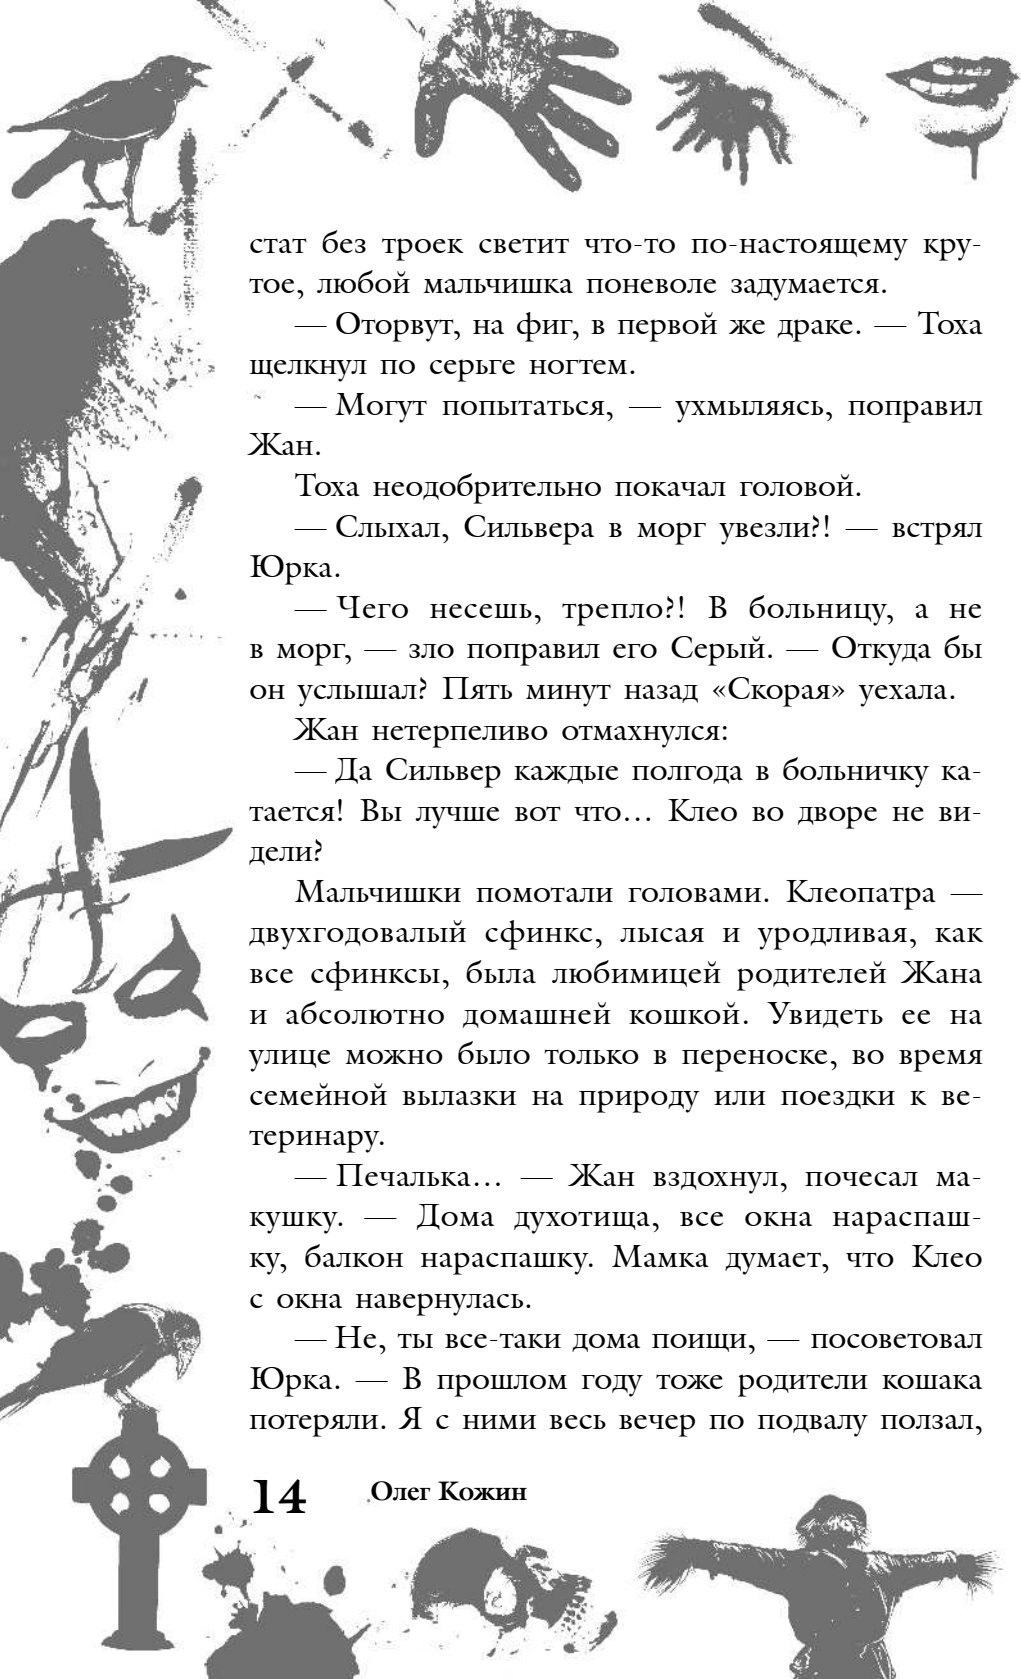 стат без троек светит что-то по-настоящему кру-
тое, любой мальчишка поневоле задумается.
— Оторвут, на фиг, в первой же драке. — Тоха
щелкнул по серьге ногтем.
— Могут попытаться, — ухмыляясь, поправил
Жан.
Тоха неодобрительно покачал головой.
— Слыхал, Сильвера в морг увезли?! — встрял
Юрка.
— Чего несешь, трепло?! В больницу, а не
в морг, — зло поправил его Серый. — Откуда бы
он услышал? Пять минут назад «Скорая» уехала.
Жан нетерпеливо отмахнулся:
— Да Сильвер каждые полгода в больничку ка-
тается! Вы лучше вот что… Клео во дворе не ви-
дели?
Мальчишки помотали головами. Клеопатра —
двухгодовалый сфинкс, лысая и уродливая, как
все сфинксы, была любимицей родителей Жана
и абсолютно домашней кошкой. Увидеть ее на
улице можно было только в переноске, во время
семейной вылазки на природу или поездки к ве-
теринару.
— Печалька… — Жан вздохнул, почесал ма-
кушку. — Дома духотища, все окна нараспаш-
ку, балкон нараспашку. Мамка думает, что Клео
с окна навернулась.
— Не, ты все-таки дома поищи, — посоветовал
Юрка. — В прошлом году тоже родители кошака
потеряли. Я с ними весь вечер по подвалу ползал,
14 Олег Кожин